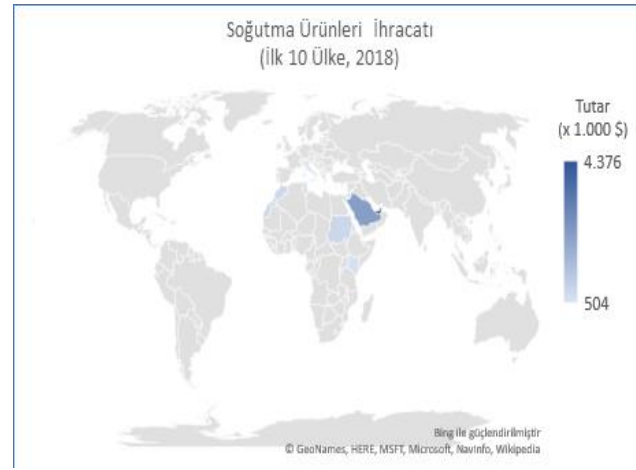 Soğutma Ürünleri İhracatı
(İlk 10 Ülke, 2018)
Tutar
(x 1.000 $)
4.376
504
Bing ile güçlendirilmiştir
© GeoNames, HERE, MSFT, Microsoft, NavInfo, Wikipedia